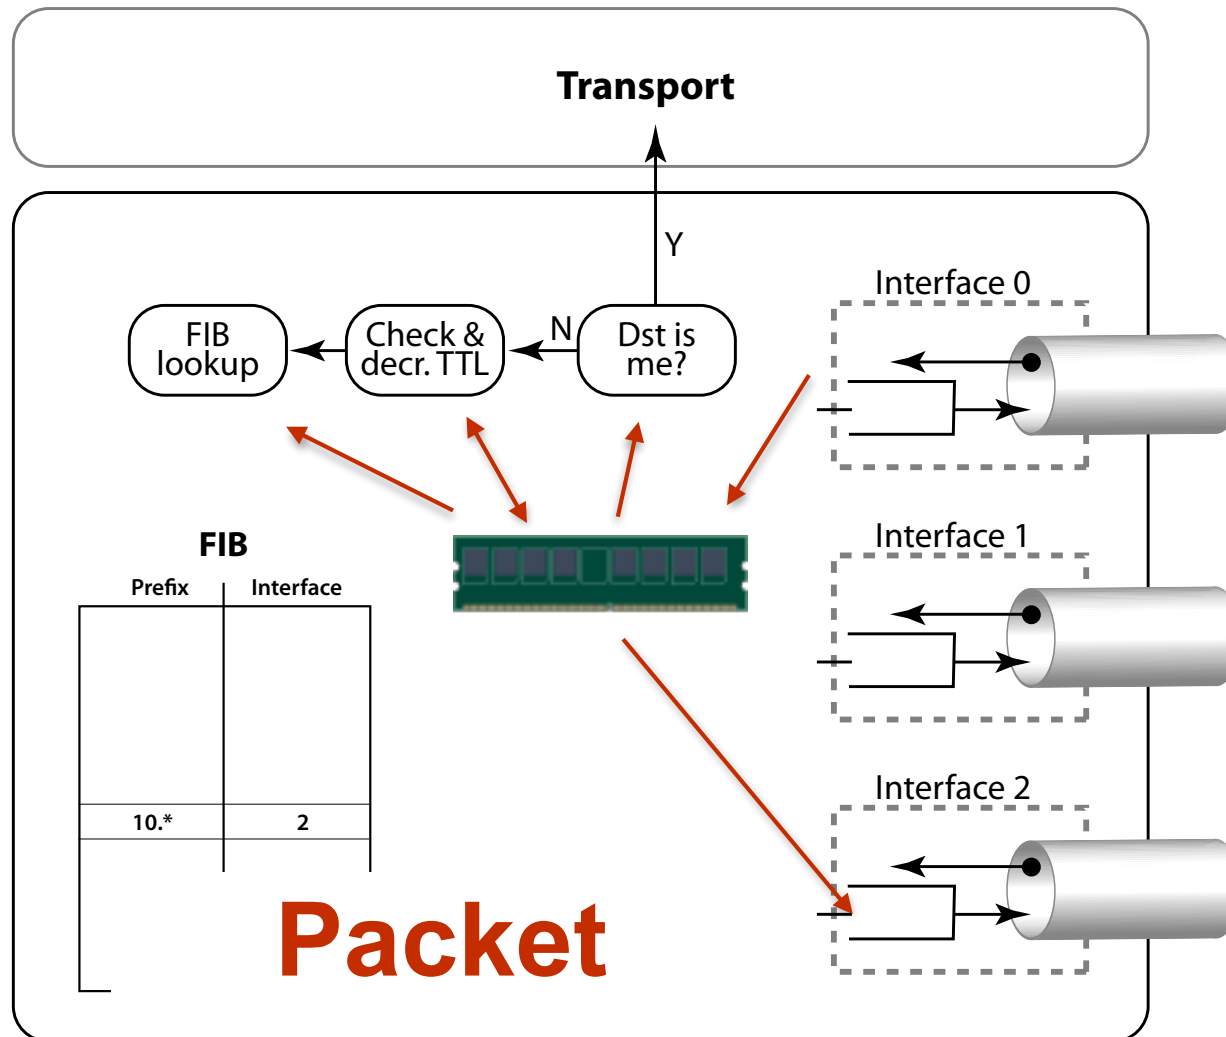 Transport
Y
Interface 0
FIB
lookup
Check &
decr. TTL
N
Dst is
me?
Interface 1
FIB
Prefix Interface
10.* 2
Interface 2
Packet